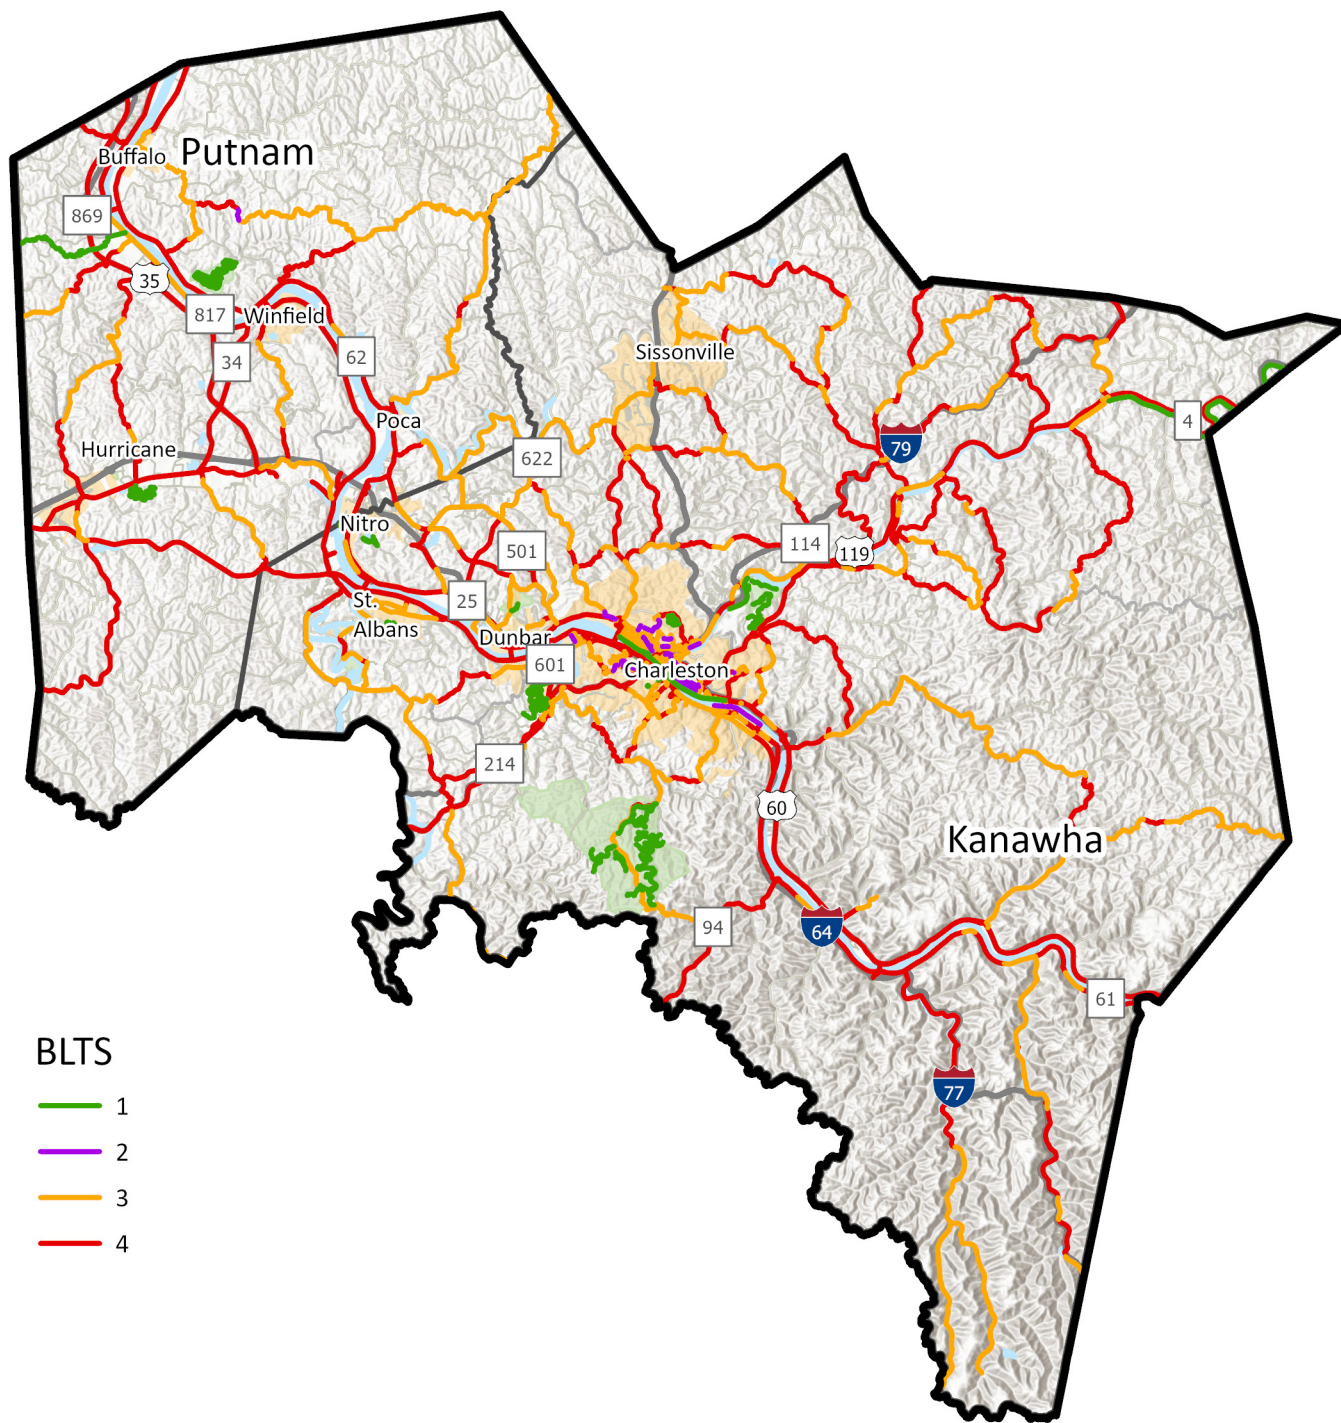 Buffalo
Putnam
869
35
817
Winfield
34
62
Sissonville
Poca
4
Hurricane
79
622
Nitro
501
114
119
25
St.
Albans
Dunbar
601
Charleston
214
60
Kanawha
94
64
61
BLTS
77
1
2
3
4